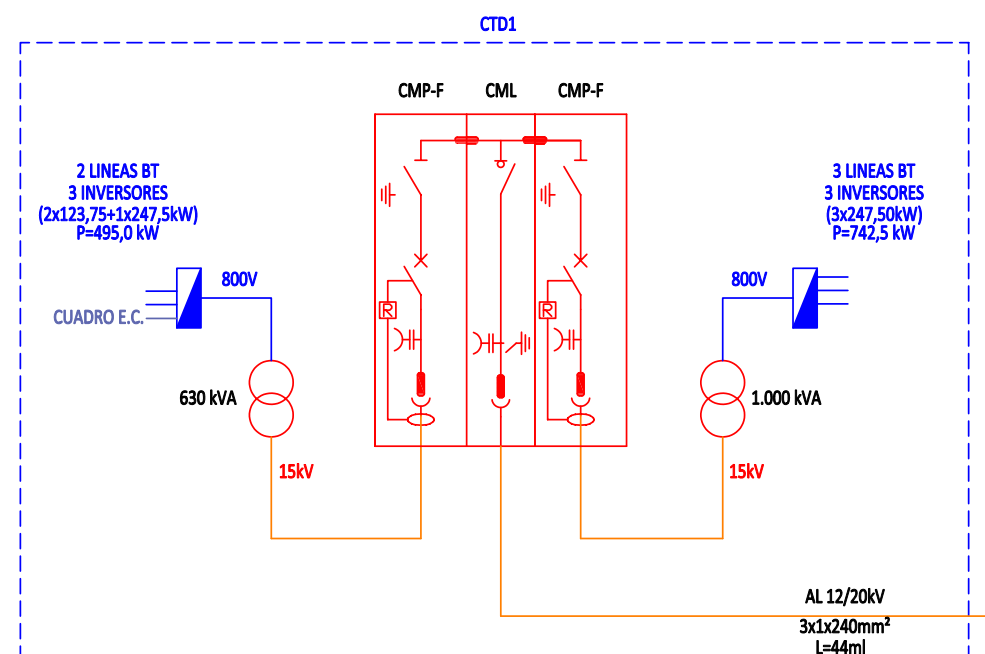 CTD1
CMP-F
CML
CMP-F
2 LINEAS BT
3 INVERSORES
(2x123,75+1x247,5kW)
P=495,0 kW
3 LINEAS BT
3 INVERSORES
(3x247,50kW)
P=742,5 kW
800V
800V
CUADRO E.C.
R
R
630 kVA
1.000 kVA
15kV
15kV
AL 12/20kV
3x1x240mm²
L=44ml